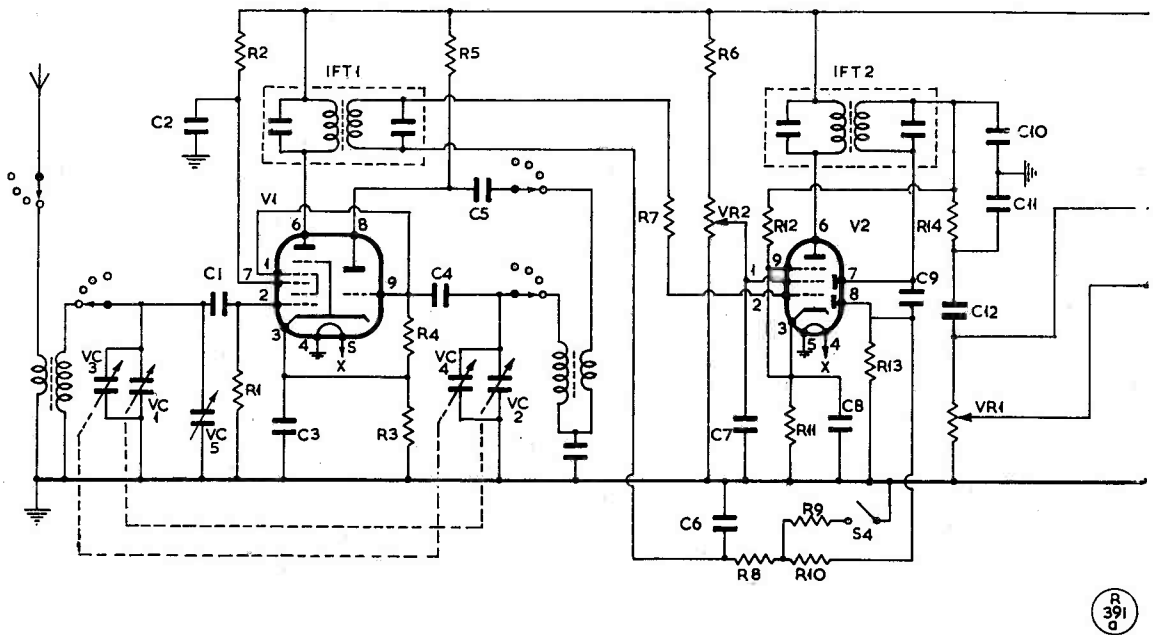 R2
R5
R6
IFT1
IFT2
C2
C10
C11
C5
R7
VR2
R12
R14
V1
V2
6
8
6
1
7
2
9
3
4
5
X
1
9
2
7
8
3
5
4
X
C1
C4
C9
C12
R4
R13
VC
3
VC
1
VC
5
R1
C3
R3
VC
4
VC
2
C7
R11
C8
VR1
C6
R9
S4
R8
R10
R
391
a